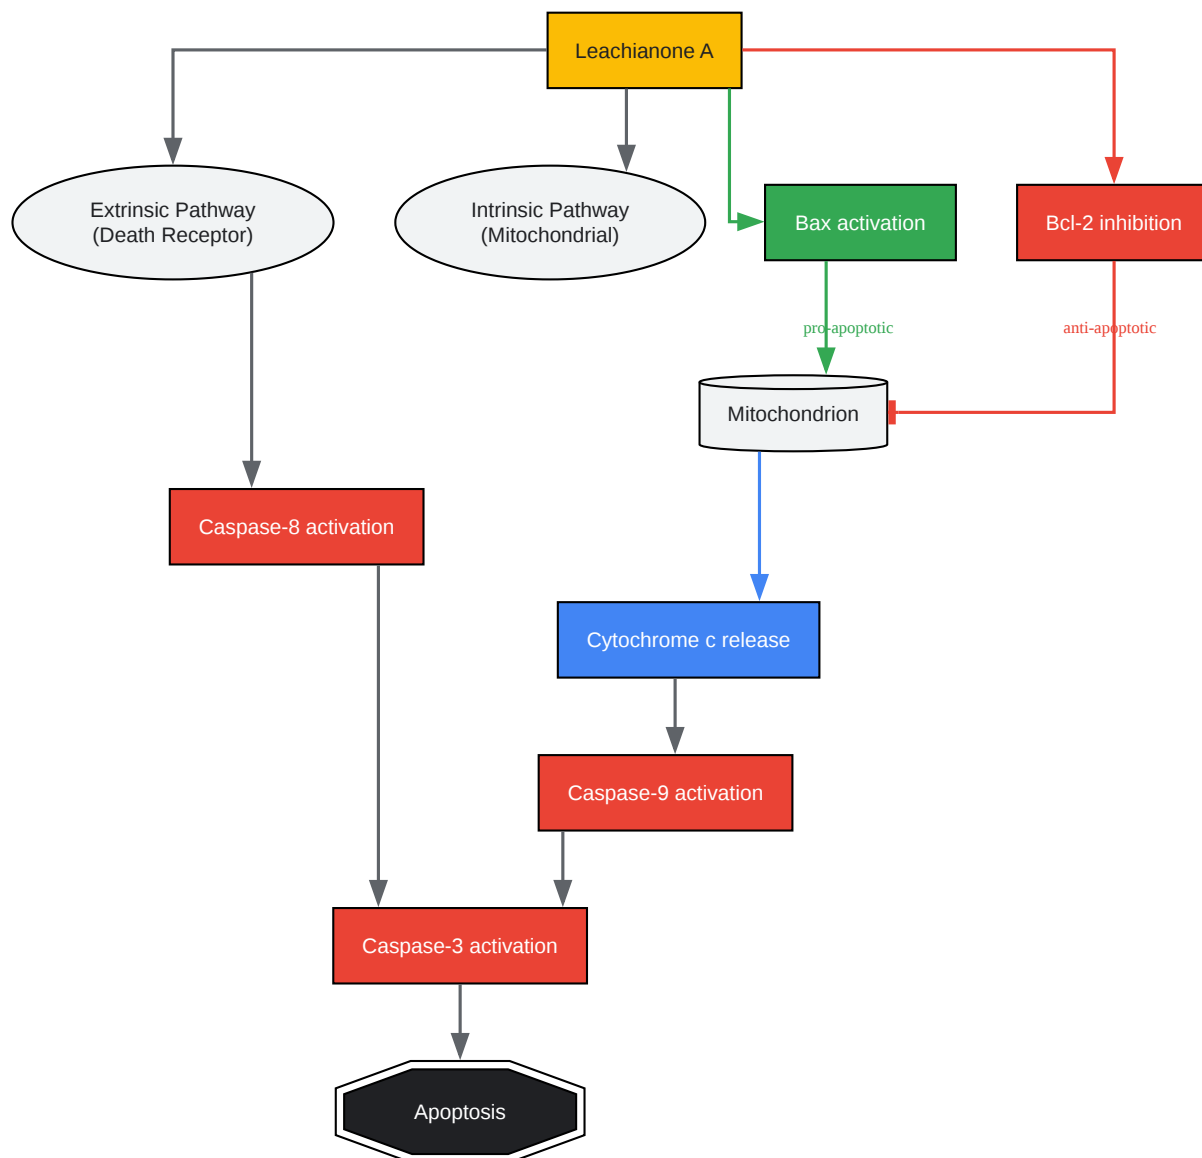 Leachianone A
Extrinsic Pathway
(Death Receptor)
Intrinsic Pathway
(Mitochondrial)
Bax activation
Bcl-2 inhibition
pro-apoptotic
anti-apoptotic
Mitochondrion
Caspase-8 activation
Cytochrome c release
Caspase-9 activation
Caspase-3 activation
Apoptosis